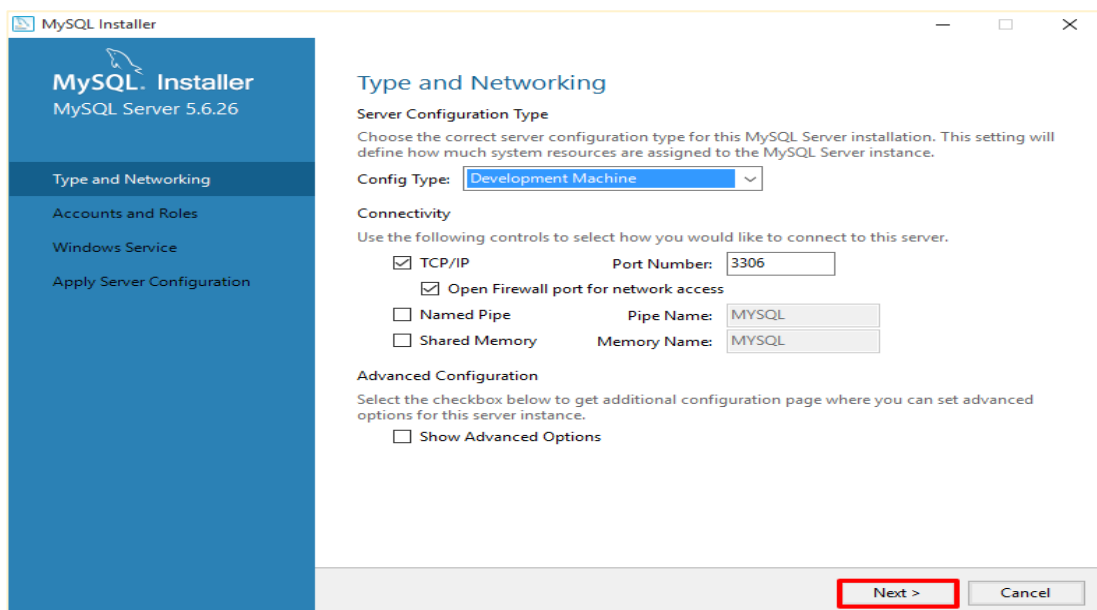 MySQL Installer
MySQL. Installer
MySQL Server 5.6.26
Type and Networking
Accounts and Roles
Windows Service
Apply Server Configuration
Type and Networking
Server Configuration Type
Choose the correct server configuration type for this MySQL Server installation. This setting will
define how much system resources are assigned to the MySQL Server instance.
Config Type: Development Machine
Connectivity
Use the following controls to select how you would like to connect to this server.
TCP/IP Port Number: 3306
Open Firewall port for network access
Named Pipe Pipe Name: MYSQL
Shared Memory Memory Name: MYSQL
Advanced Configuration
Select the checkbox below to get additional configuration page where you can set advanced
options for this server instance.
Show Advanced Options
Next > Cancel